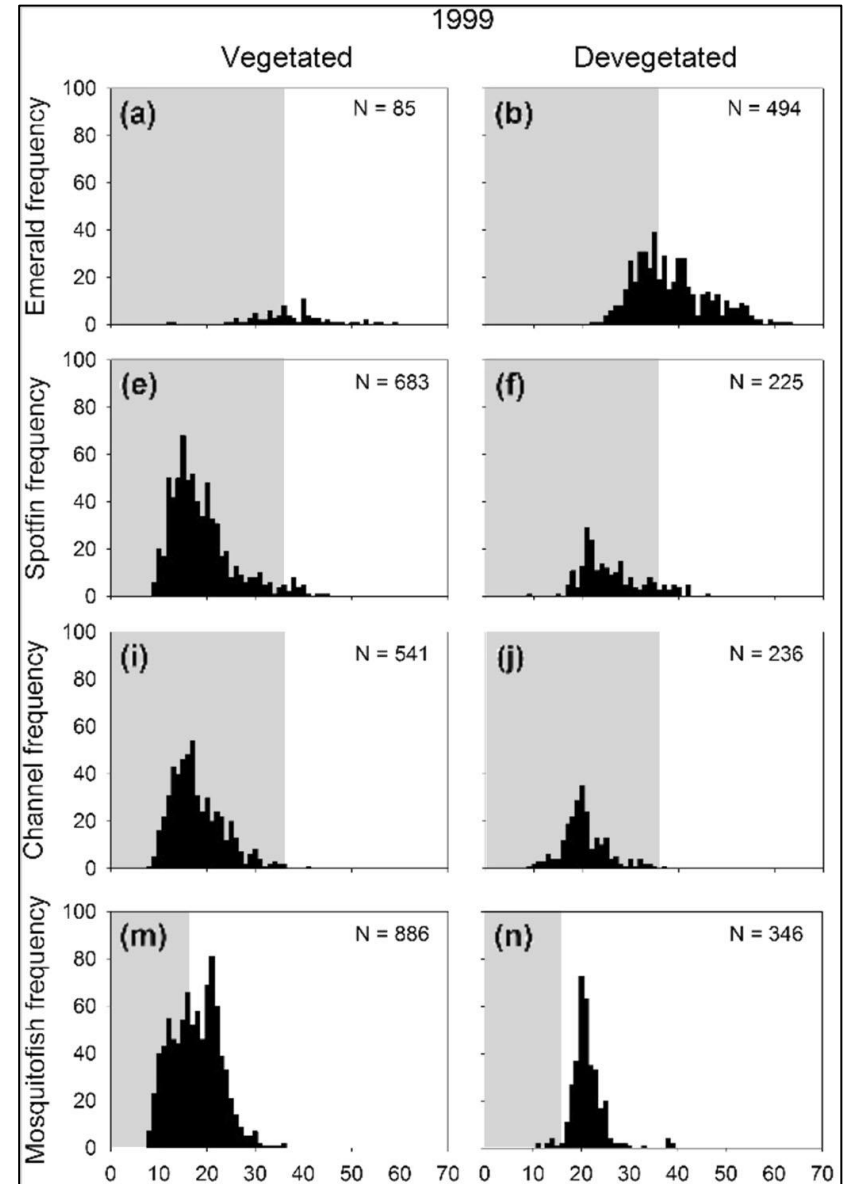 1999
Vegetated Devegetated
100 (a) N = 85 (b) N = 494
80
60
40
20
0
Emerald frequency
100 (e) N = 683 (f) N = 225
80
60
40
20
0
Spotfin frequency
100 (i) N = 541 (j) N = 236
80
60
40
20
0
Channel frequency
100 (m) N = 886 (n) N = 346
80
60
40
20
0
Mosquitofish frequency
0 10 20 30 40 50 60 70 0 10 20 30 40 50 60 70